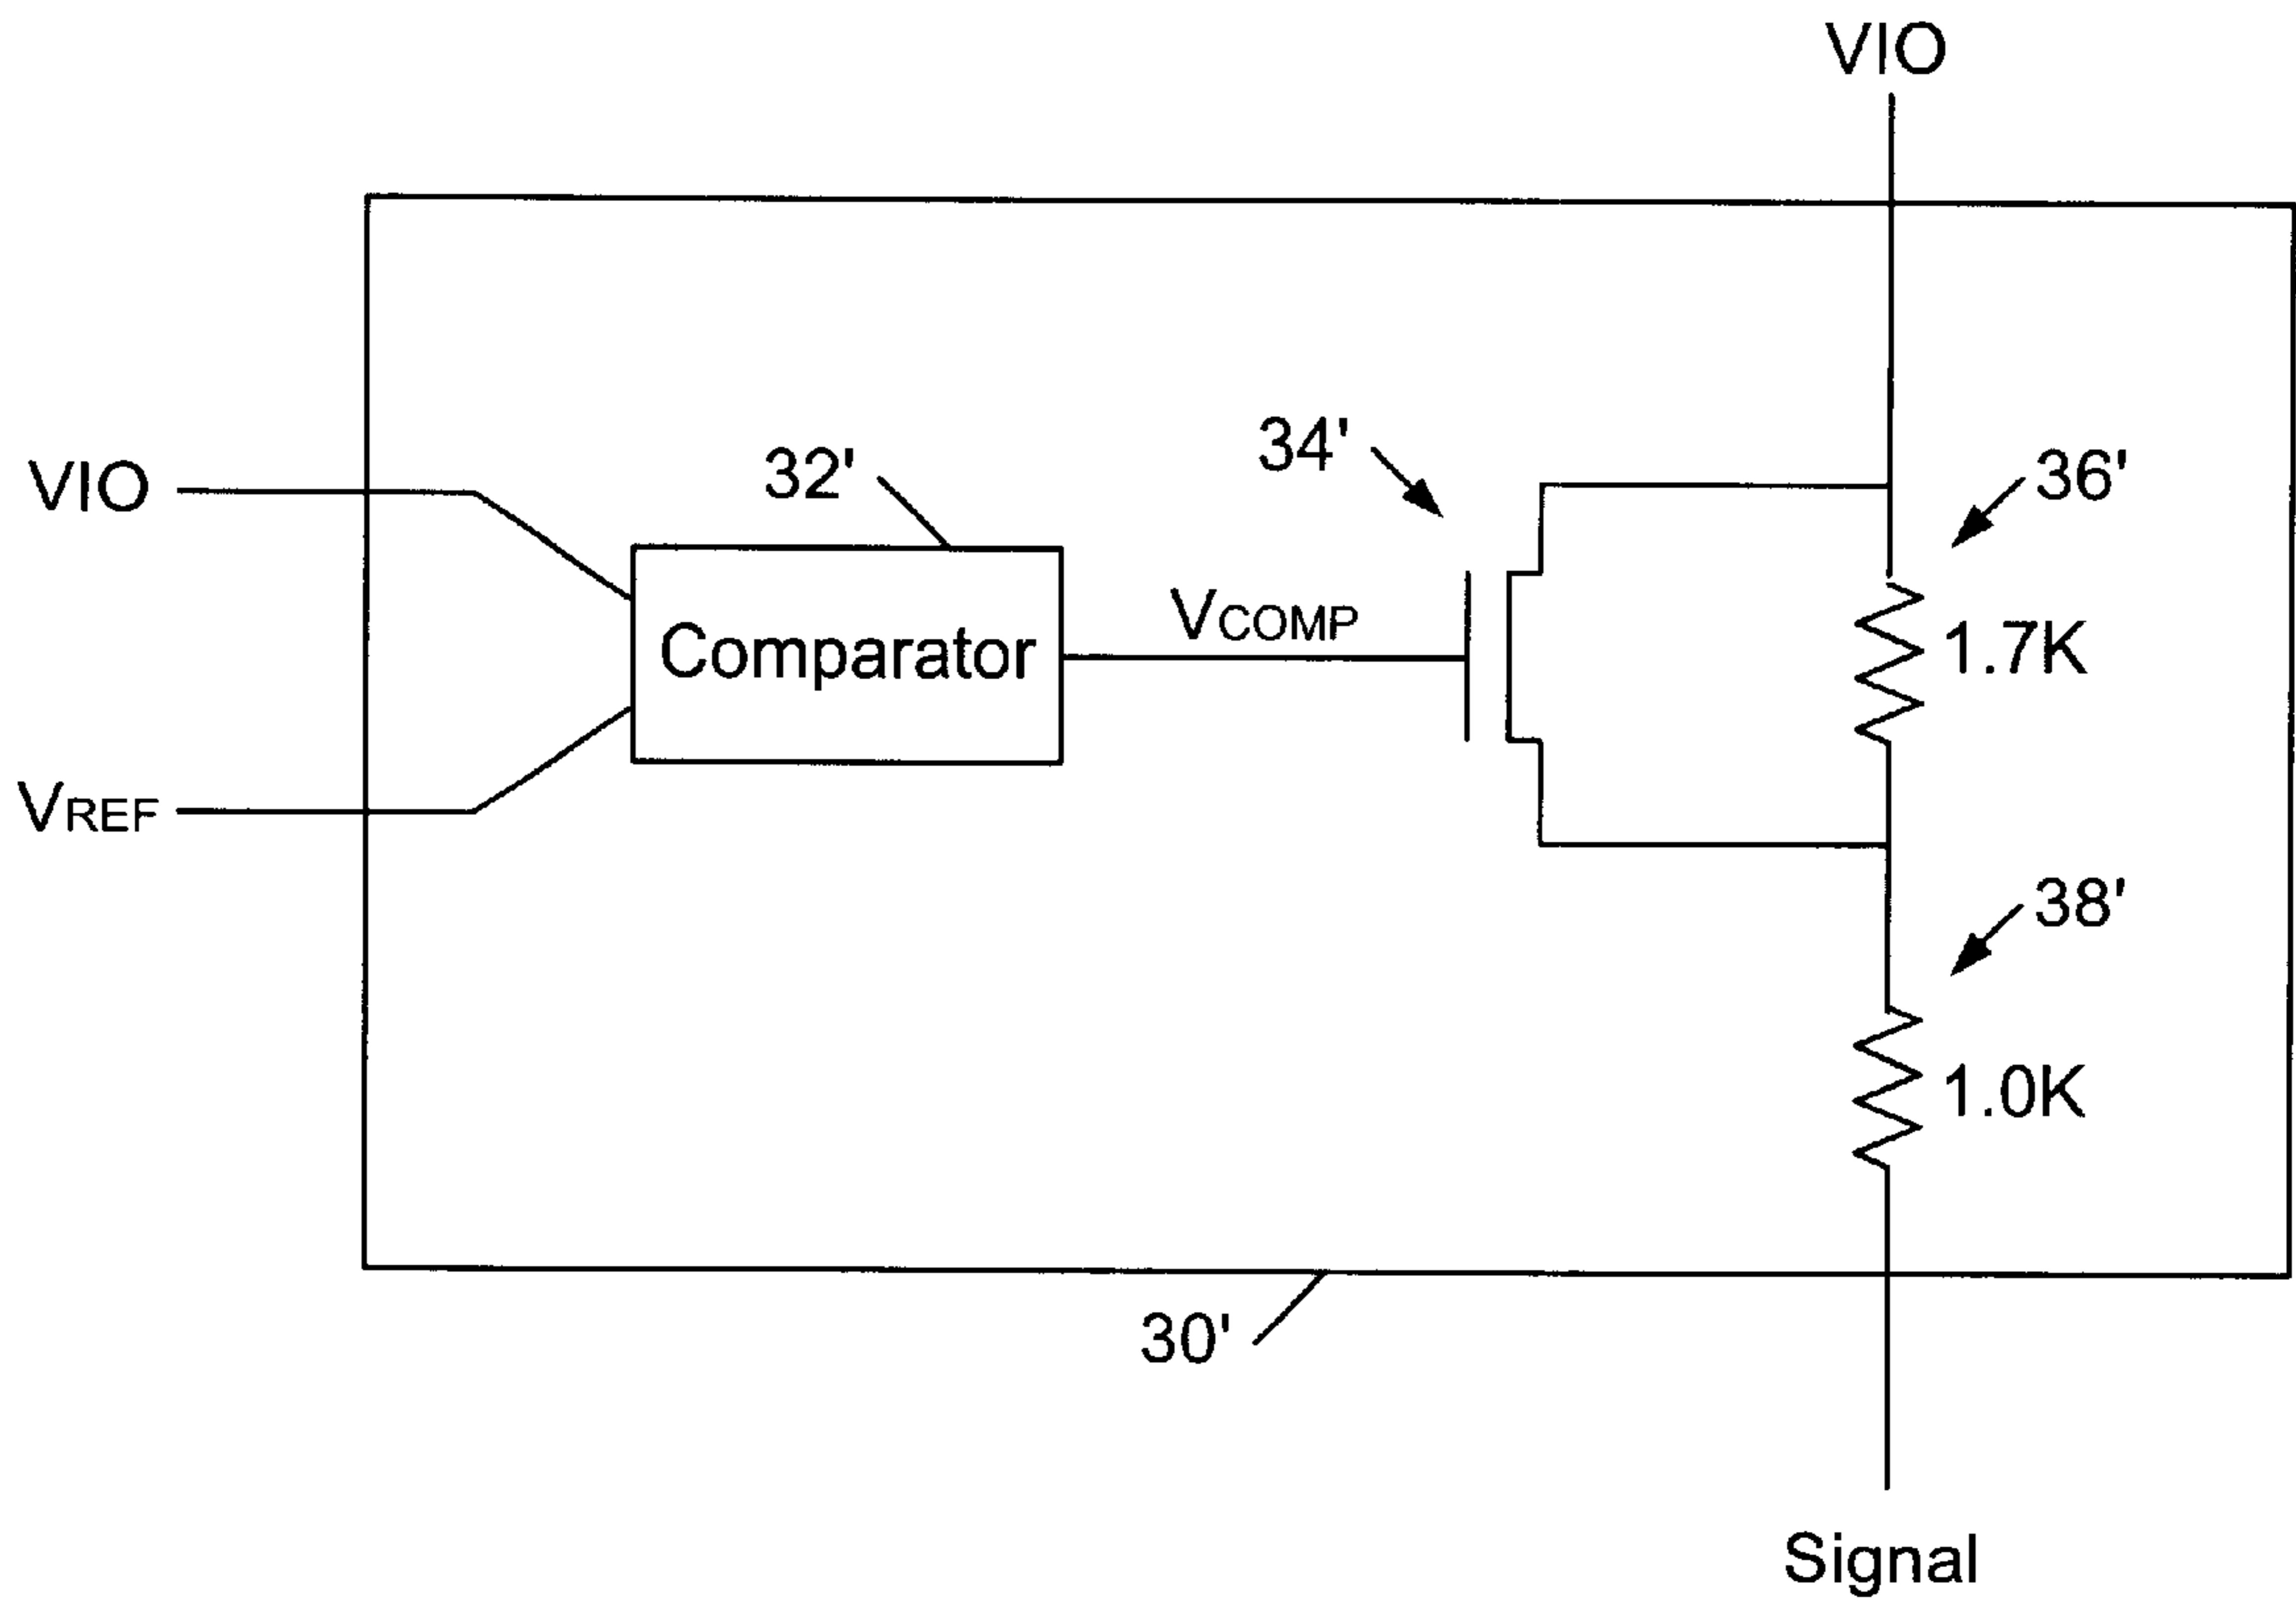 VIO
34'
36'
32'
VIO
VCOMP
Comparator
1.7K
VREF
38'
1.0K
30'
Signal